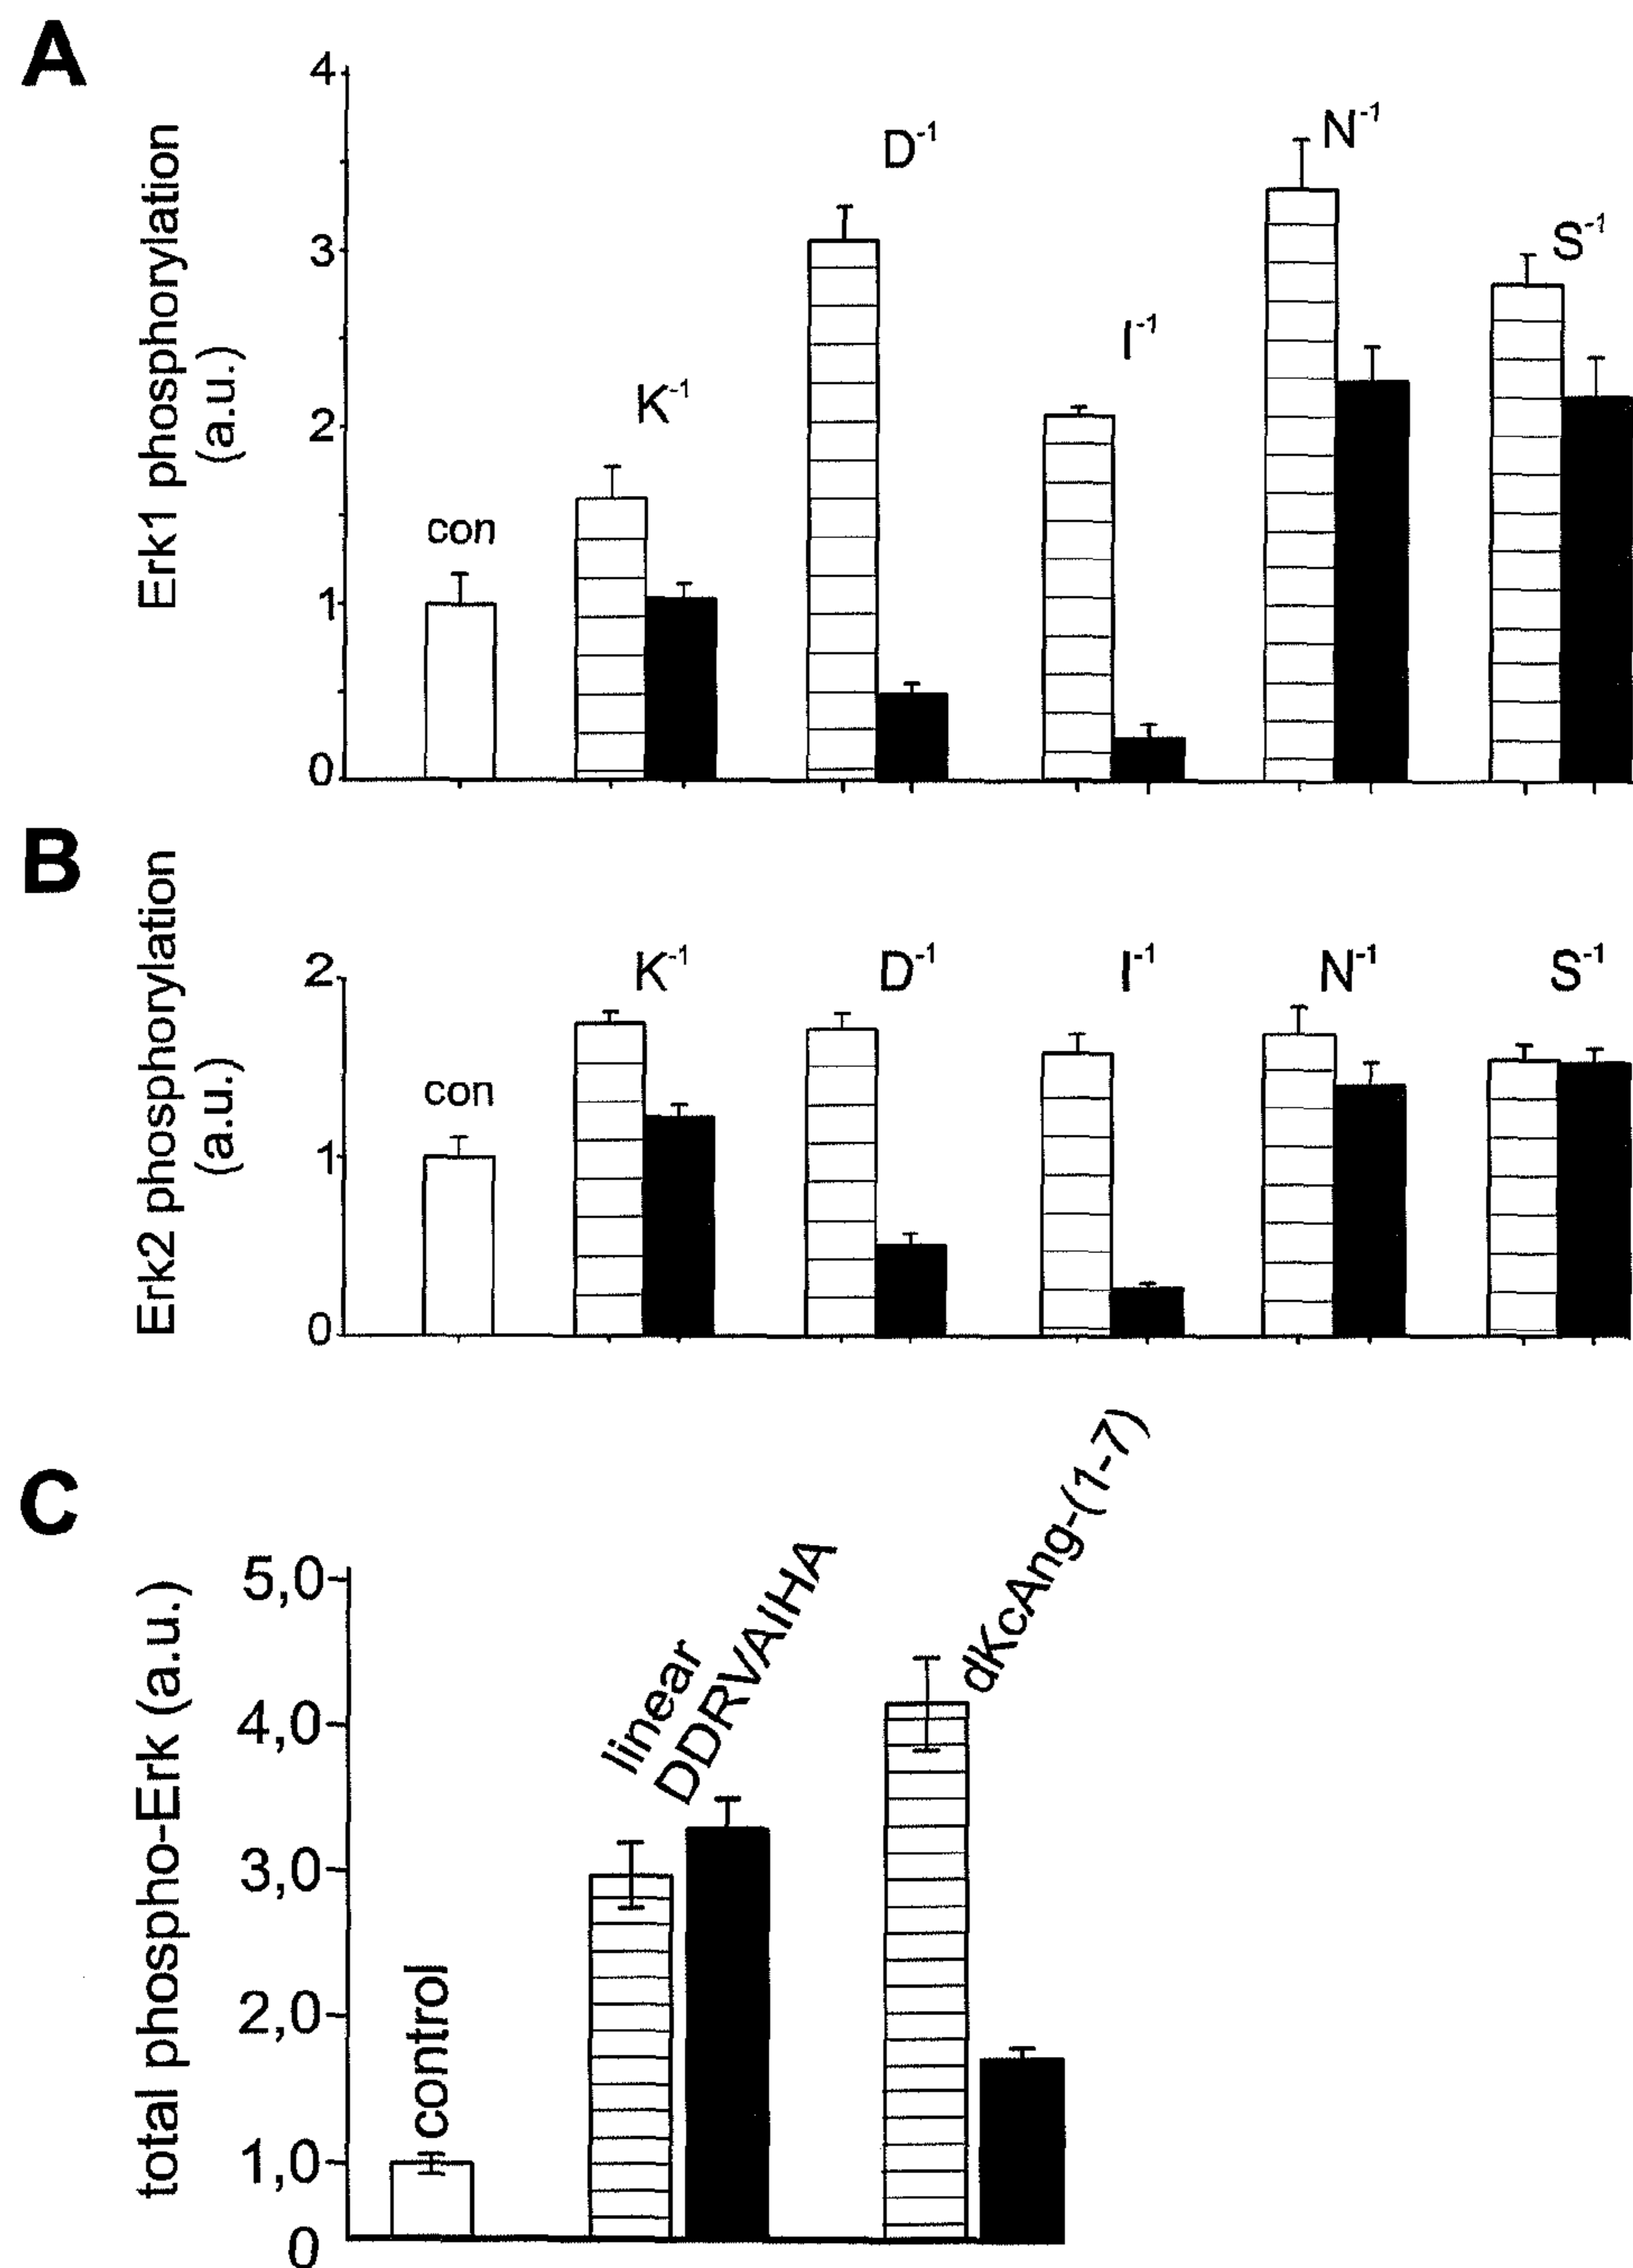 A
Erk1 phosphorylation
(a.u.)
4
3
2
1
0
con
K-1
D-1
I-1
N-1
S-1
B
Erk2 phosphorylation
(a.u.)
2
1
0
con
K-1
D-1
I-1
N-1
S-1
C
total phospho-Erk (a.u.)
5,0
4,0
3,0
2,0
1,0
0
control
linear
DDRVAIHA
dKcAng-(1-7)